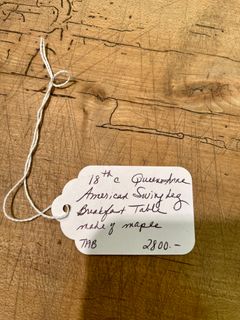 18th c Queen Anne
American Swing leg
Breakfast Table
made of maple
TAB 2800.-